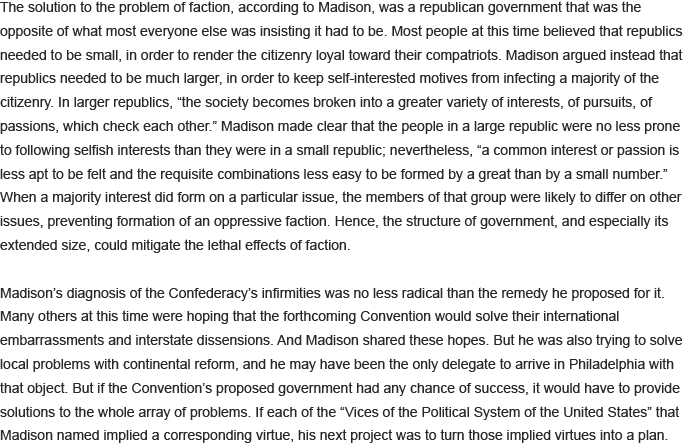 The solution to the problem of faction, according to Madison, was a republican government that was the
opposite of what most everyone else was insisting it had to be. Most people at this time believed that republics
needed to be small, in order to render the citizenry loyal toward their compatriots. Madison argued instead that
republics needed to be much larger, in order to keep self-interested motives from infecting a majority of the
citizenry. In larger republics, “the society becomes broken into a greater variety of interests, of pursuits, of
passions, which check each other.” Madison made clear that the people in a large republic were no less prone
to following selfish interests than they were in a small republic; nevertheless, “a common interest or passion is
less apt to be felt and the requisite combinations less easy to be formed by a great than by a small number.”
When a majority interest did form on a particular issue, the members of that group were likely to differ on other
issues, preventing formation of an oppressive faction. Hence, the structure of government, and especially its
extended size, could mitigate the lethal effects of faction.
Madison’s diagnosis of the Confederacy’s infirmities was no less radical than the remedy he proposed for it.
Many others at this time were hoping that the forthcoming Convention would solve their international
embarrassments and interstate dissensions. And Madison shared these hopes. But he was also trying to solve
local problems with continental reform, and he may have been the only delegate to arrive in Philadelphia with
that object. But if the Convention’s proposed government had any chance of success, it would have to provide
solutions to the whole array of problems. If each of the “Vices of the Political System of the United States” that
Madison named implied a corresponding virtue, his next project was to turn those implied virtues into a plan.